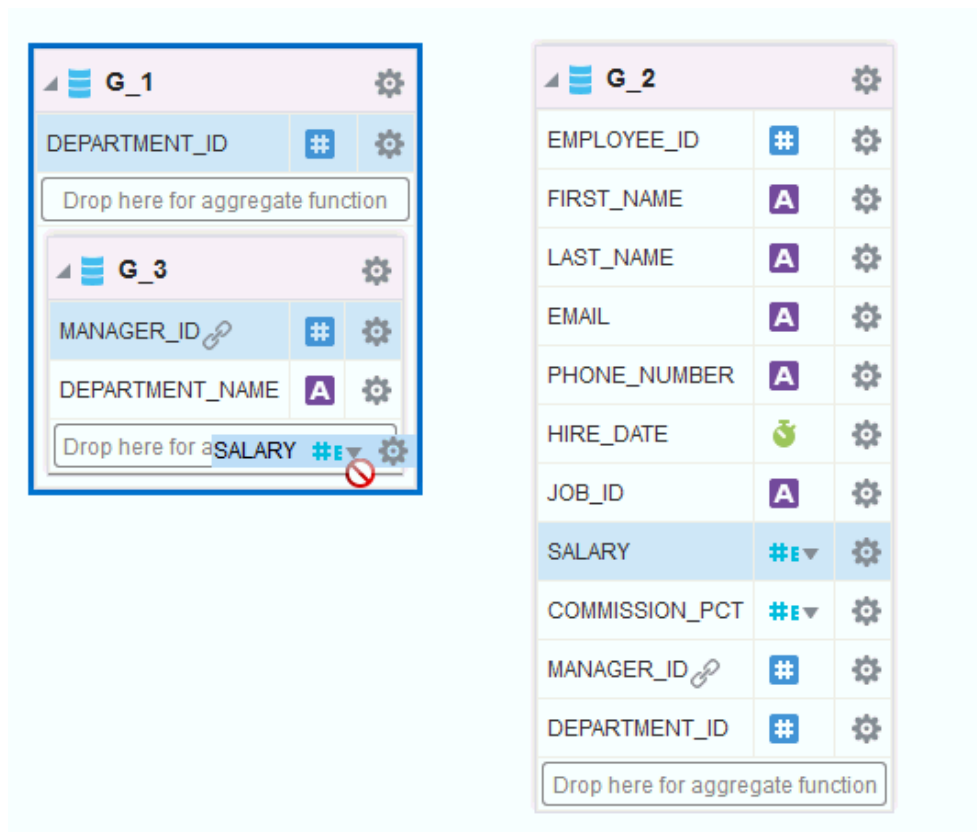 G_1
DEPARTMENT_ID #
Drop here for aggregate function
G_3
MANAGER_ID #
DEPARTMENT_NAME A
Drop here for a
SALARY #E
G_2
EMPLOYEE_ID #
FIRST_NAME A
LAST_NAME A
EMAIL A
PHONE_NUMBER A
HIRE_DATE
JOB_ID A
SALARY #E
COMMISSION_PCT #E
MANAGER_ID #
DEPARTMENT_ID #
Drop here for aggregate function